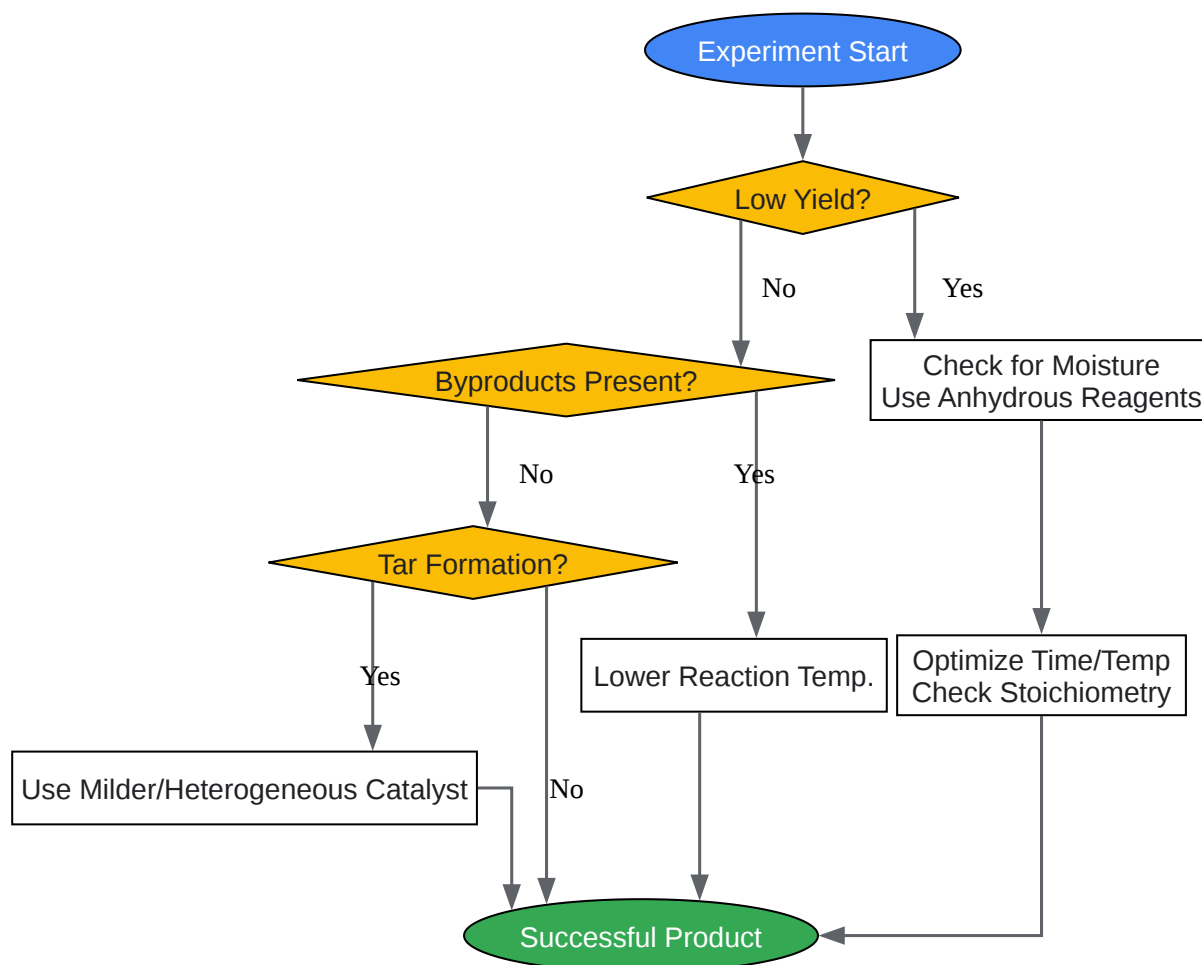 Experiment Start
Low Yield?
No
Yes
Check for Moisture
Use Anhydrous Reagents
Byproducts Present?
No
Yes
Tar Formation?
Optimize Time/Temp
Check Stoichiometry
Lower Reaction Temp.
Yes
Use Milder/Heterogeneous Catalyst
No
Successful Product